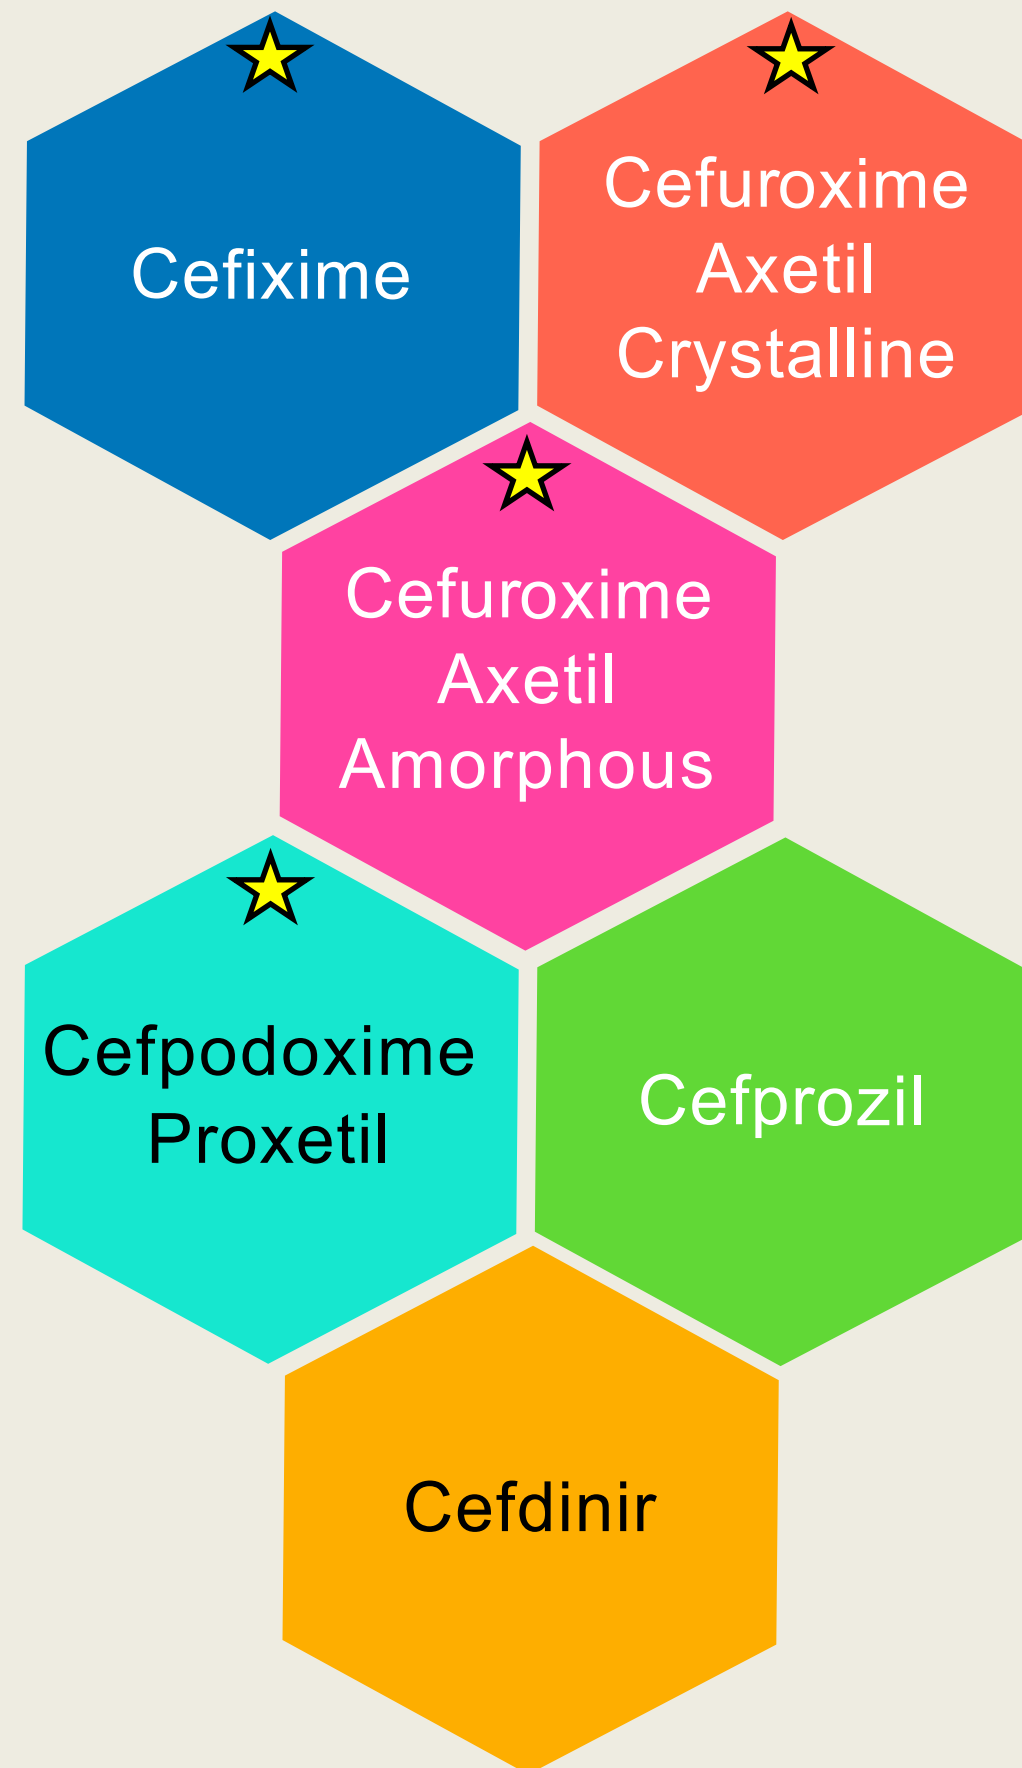 Cefixime
Cefuroxime
Axetil
Crystalline
Cefuroxime
Axetil
Amorphous
Cefpodoxime
Proxetil
Cefprozil
Cefdinir